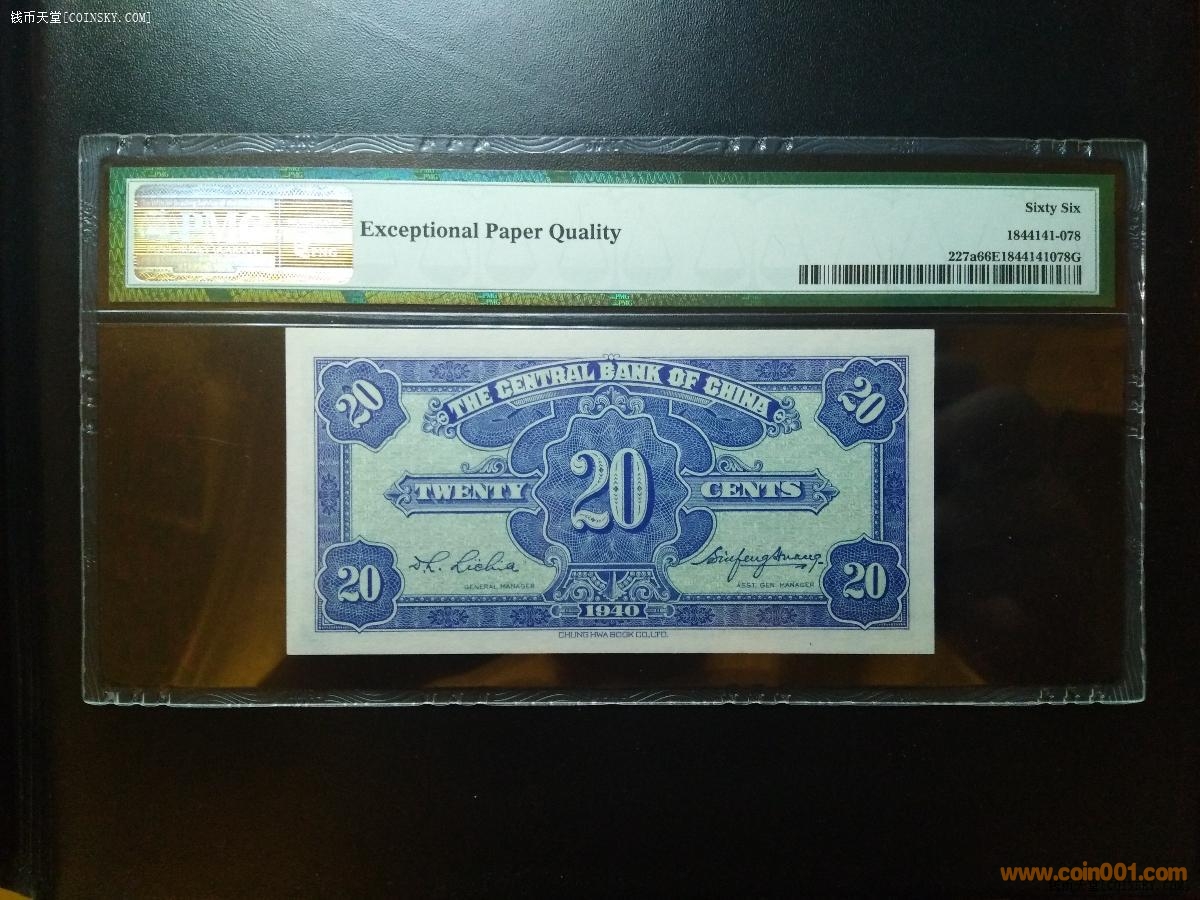 钱币天堂[COINSKY.COM]
PMG
Exceptional Paper Quality
Sixty Six
1844141-078
227a66E1844141078G
THE CENTRAL BANK OF CHINA
20
20
TWENTY
20
CENTS
GENERAL MANAGER
ASST. GEN. MANAGER
20
20
1940
CHUNG HWA BOOK CO., LTD.
www.coin001.com